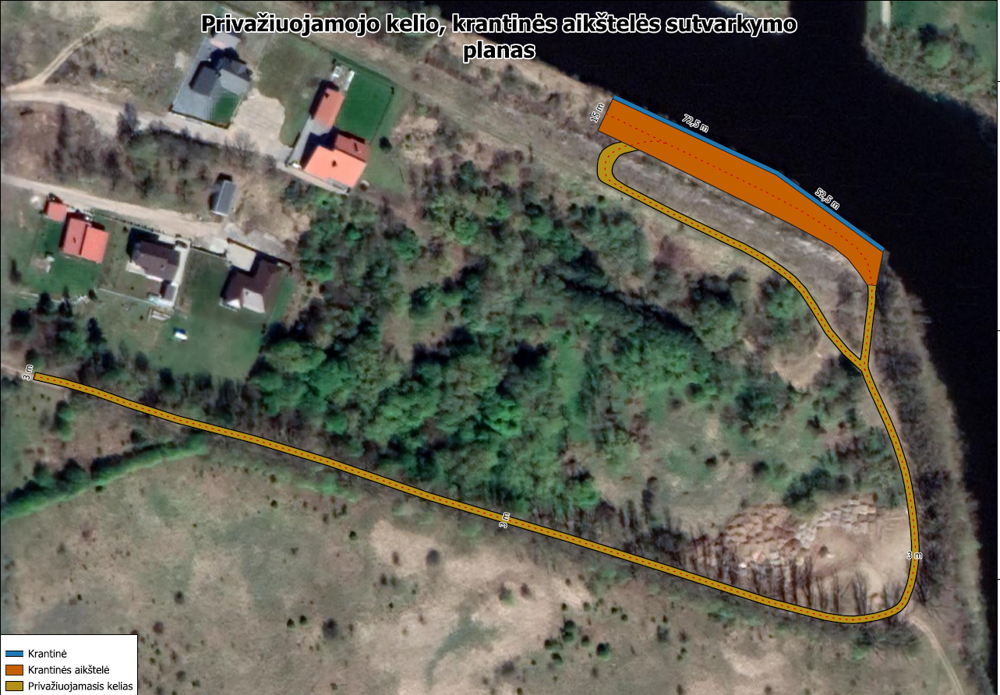 Privažiuojamojo kelio, krantinės aikštelės sutvarkymo
planas
15 m
72,5 m
52,5 m
3 m
3 m
3 m
Krantinė
Krantinės aikštelė
Privažiuojamasis kelias